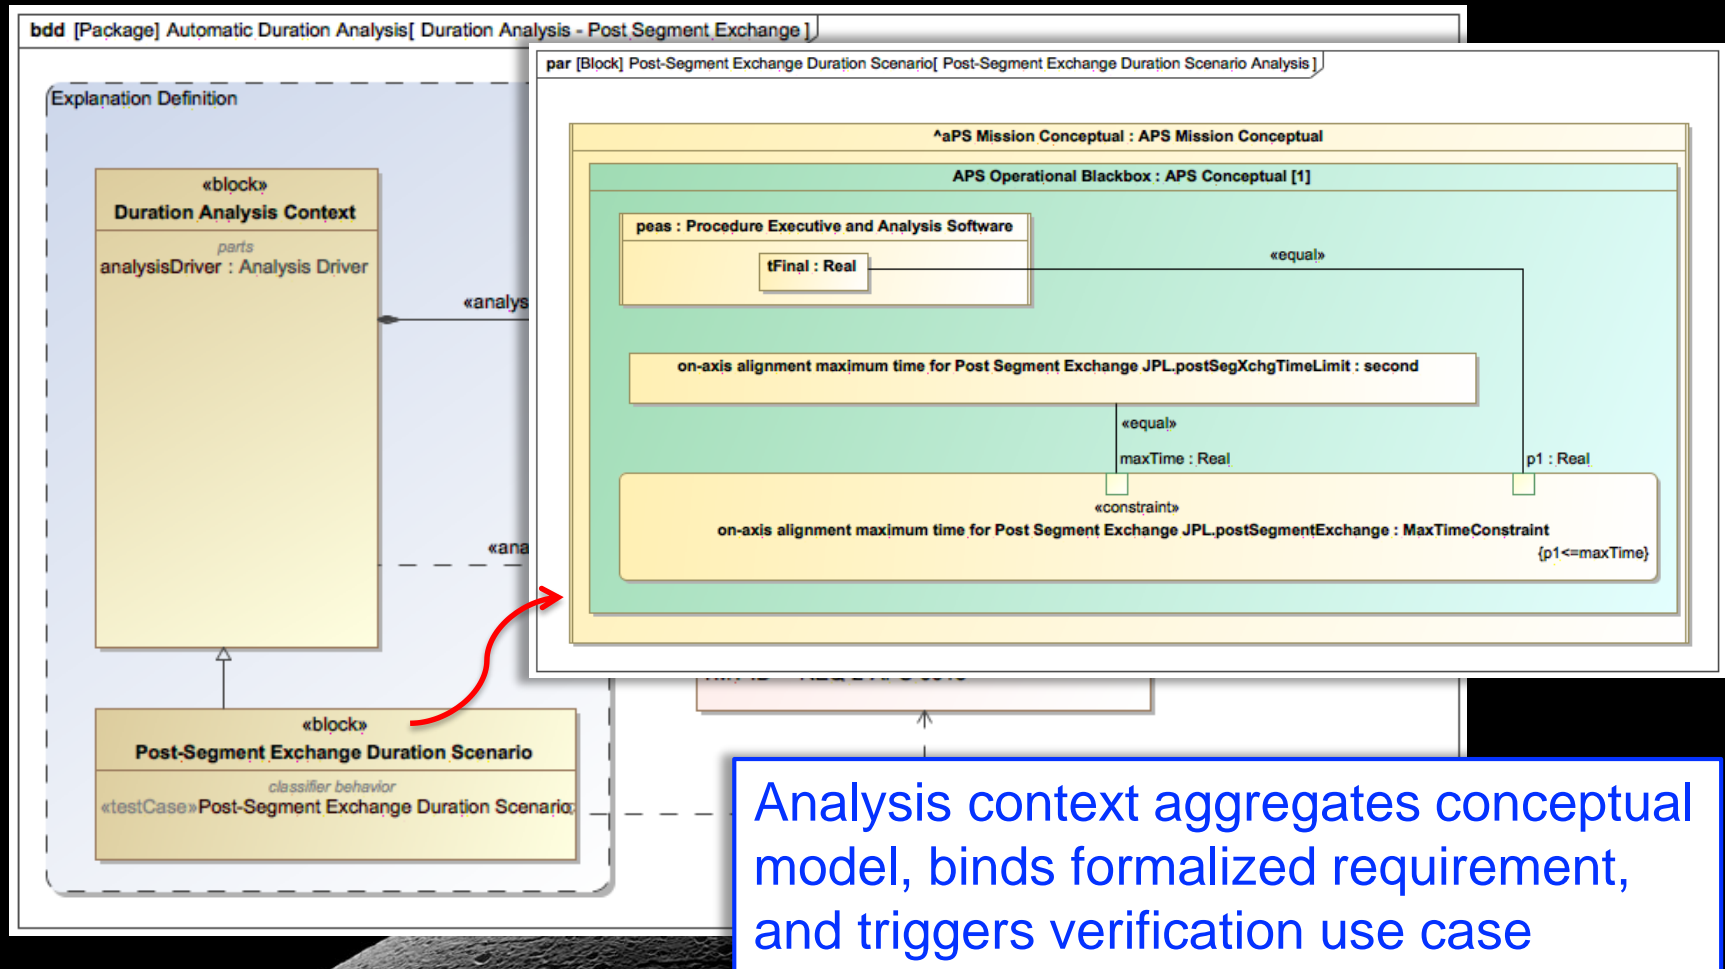 bdd [Package] Automatic Duration Analysis[ Duration Analysis - Post Segment Exchange ]
par [Block] Post-Segment Exchange Duration Scenario[ Post-Segment Exchange Duration Scenario Analysis ]
Explanation Definition
^aPS Mission Conceptual : APS Mission Conceptual
APS Operational Blackbox : APS Conceptual [1]
«block»
Duration Analysis Context
parts
analysisDriver : Analysis Driver
peas : Procedure Executive and Analysis Software
tFinal : Real
«equal»
«analys
on-axis alignment maximum time for Post Segment Exchange JPL.postSegXchgTimeLimit : second
«equal»
maxTime : Real
p1 : Real
«constraint»
on-axis alignment maximum time for Post Segment Exchange JPL.postSegmentExchange : MaxTimeConstraint
{p1<=maxTime}
«ana
«block»
Post-Segment Exchange Duration Scenario
classifier behavior
«testCase»Post-Segment Exchange Duration Scenario
Analysis context aggregates conceptual
model, binds formalized requirement,
and triggers verification use case